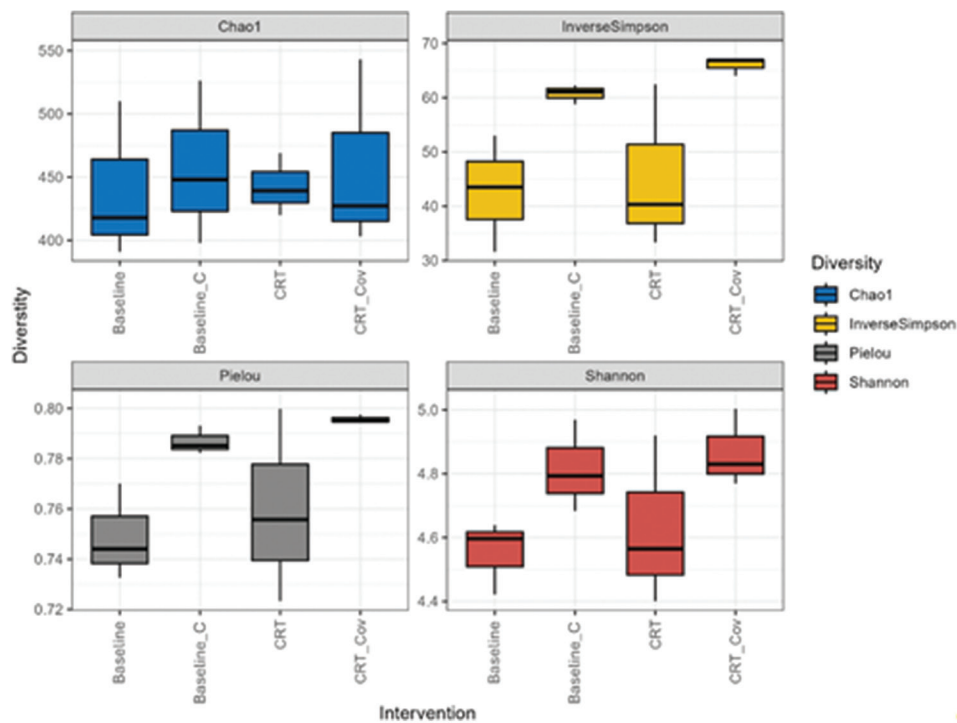 Chao1
InverseSimpson
550
500
450
400
70
60
50
40
30
Baseline
Baseline_C
CRT
CRT_Cov
Baseline
Baseline_C
CRT
CRT_Cov
Diverstity
Pielou
Shannon
0.80
0.78
0.76
0.74
0.72
5.0
4.8
4.6
4.4
Baseline
Baseline_C
CRT
CRT_Cov
Baseline
Baseline_C
CRT
CRT_Cov
Intervention
Diversity
Chao1
InverseSimpson
Pielou
Shannon